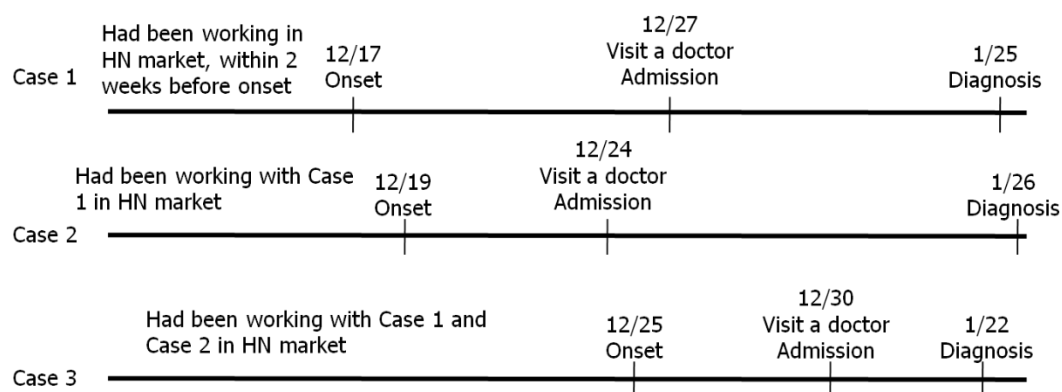 Had been working in
HN market, within 2
weeks before onset
12/17
Onset
12/27
Visit a doctor
Admission
1/25
Diagnosis
Case 1
Had been working with Case
1 in HN market
12/19
Onset
12/24
Visit a doctor
Admission
1/26
Diagnosis
Case 2
Had been working with Case 1 and
Case 2 in HN market
12/25
Onset
12/30
Visit a doctor
Admission
1/22
Diagnosis
Case 3